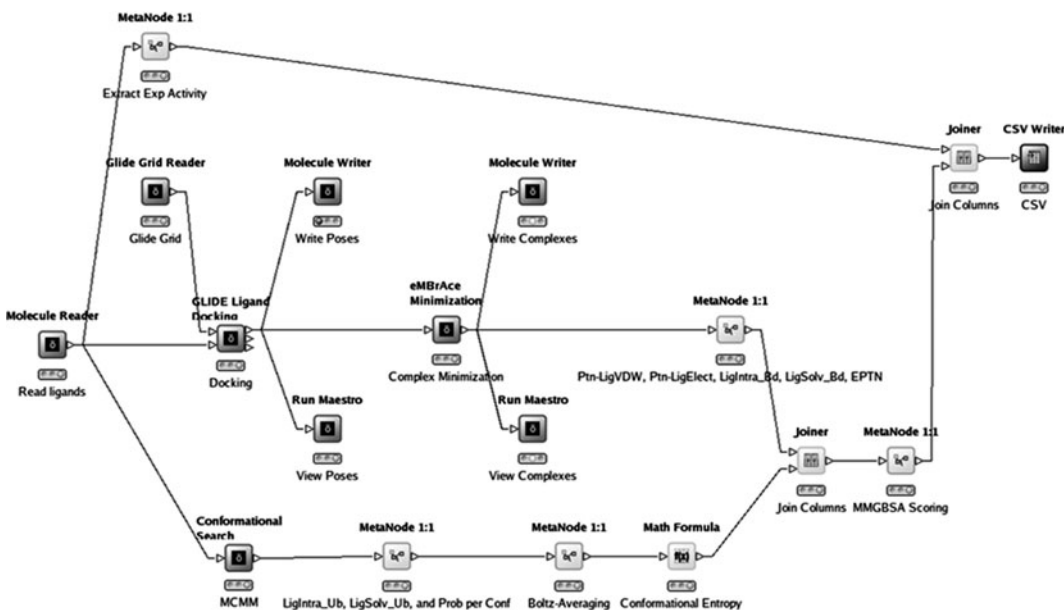 MetaNode 1:1
Extract Exp Activity
Joiner
CSV Writer
Join Columns
CSV
Glide Grid Reader
Molecule Writer
Molecule Writer
Glide Grid
Write Poses
Write Complexes
Molecule Reader
Read ligands
GLIDE Ligand
Docking
Docking
eMBrAce
Minimization
Complex Minimization
MetaNode 1:1
Ptn-LigVDW, Ptn-LigElect, LigIntra_Bd, LigSolv_Bd, EPTN
Run Maestro
Run Maestro
View Poses
View Complexes
Joiner
MetaNode 1:1
Join Columns
MMGBSA Scoring
Conformational
Search
MCMM
MetaNode 1:1
LigIntra_Ub, LigSolv_Ub, and Prob per Conf
MetaNode 1:1
Boltz-Averaging
Math Formula
f(x)
Conformational Entropy